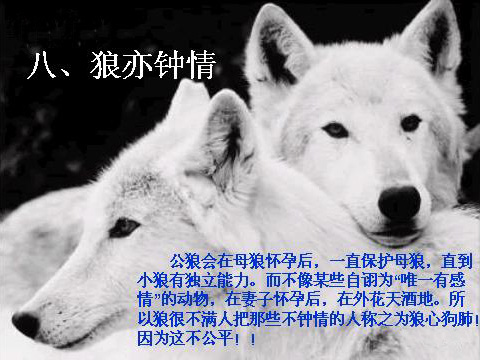 八、狼亦钟情
公狼会在母狼怀孕后，一直保护母狼，直到
小狼有独立能力。而不像某些自诩为“唯一有感
情”的动物，在妻子怀孕后，在外花天酒地。所
以狼很不满人把那些不钟情的人称之为狼心狗肺！
因为这不公平！！